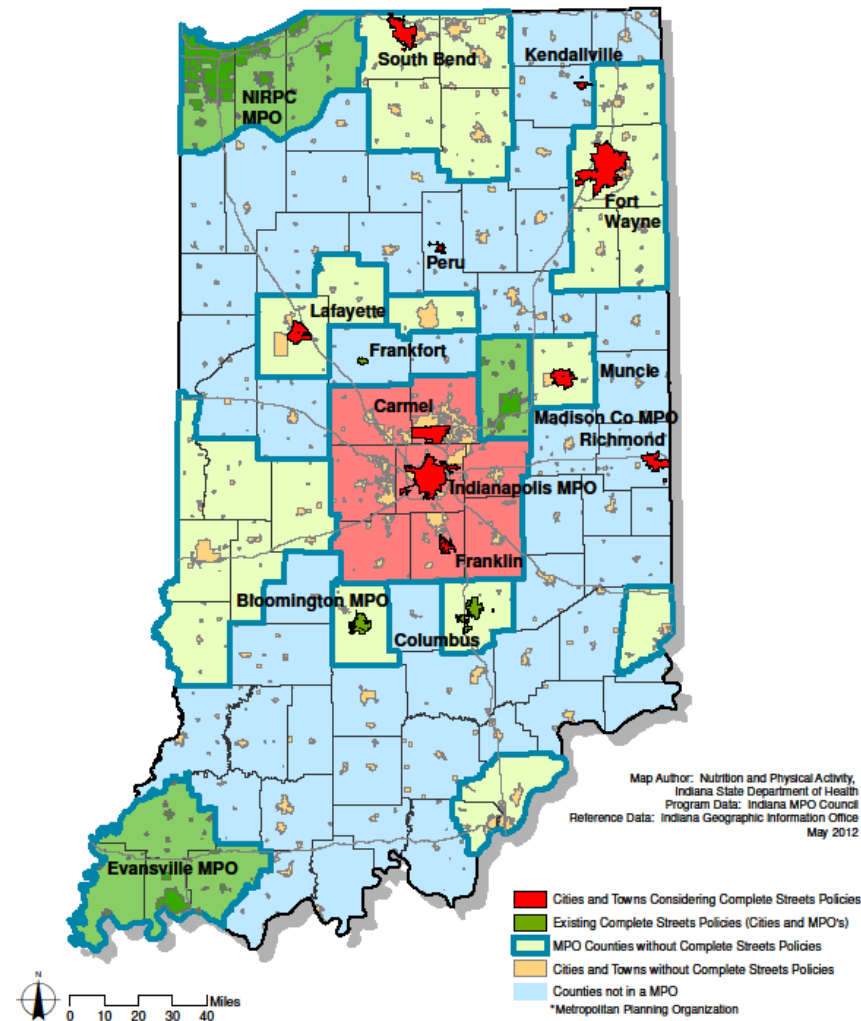 South Bend
Kendallville
NIRPC
MPO
Fort
Wayne
Peru
Lafayette
Frankfort
Muncie
Carmel
Madison Co MPO
Richmond
Indianapolis MPO
Franklin
Bloomington MPO
Columbus
Evansville MPO
Map Author: Nutrition and Physical Activity,
Indiana State Department of Health
Program Data: Indiana MPO Council
Reference Data: Indiana Geographic Information Office
May 2012
Cities and Towns Considering Complete Streets Policies
Existing Complete Streets Policies (Cities and MPO's)
MPO Counties without Complete Streets Policies
Cities and Towns without Complete Streets Policies
Counties not in a MPO
*Metropolitan Planning Organization
N
Miles
0 10 20 30 40